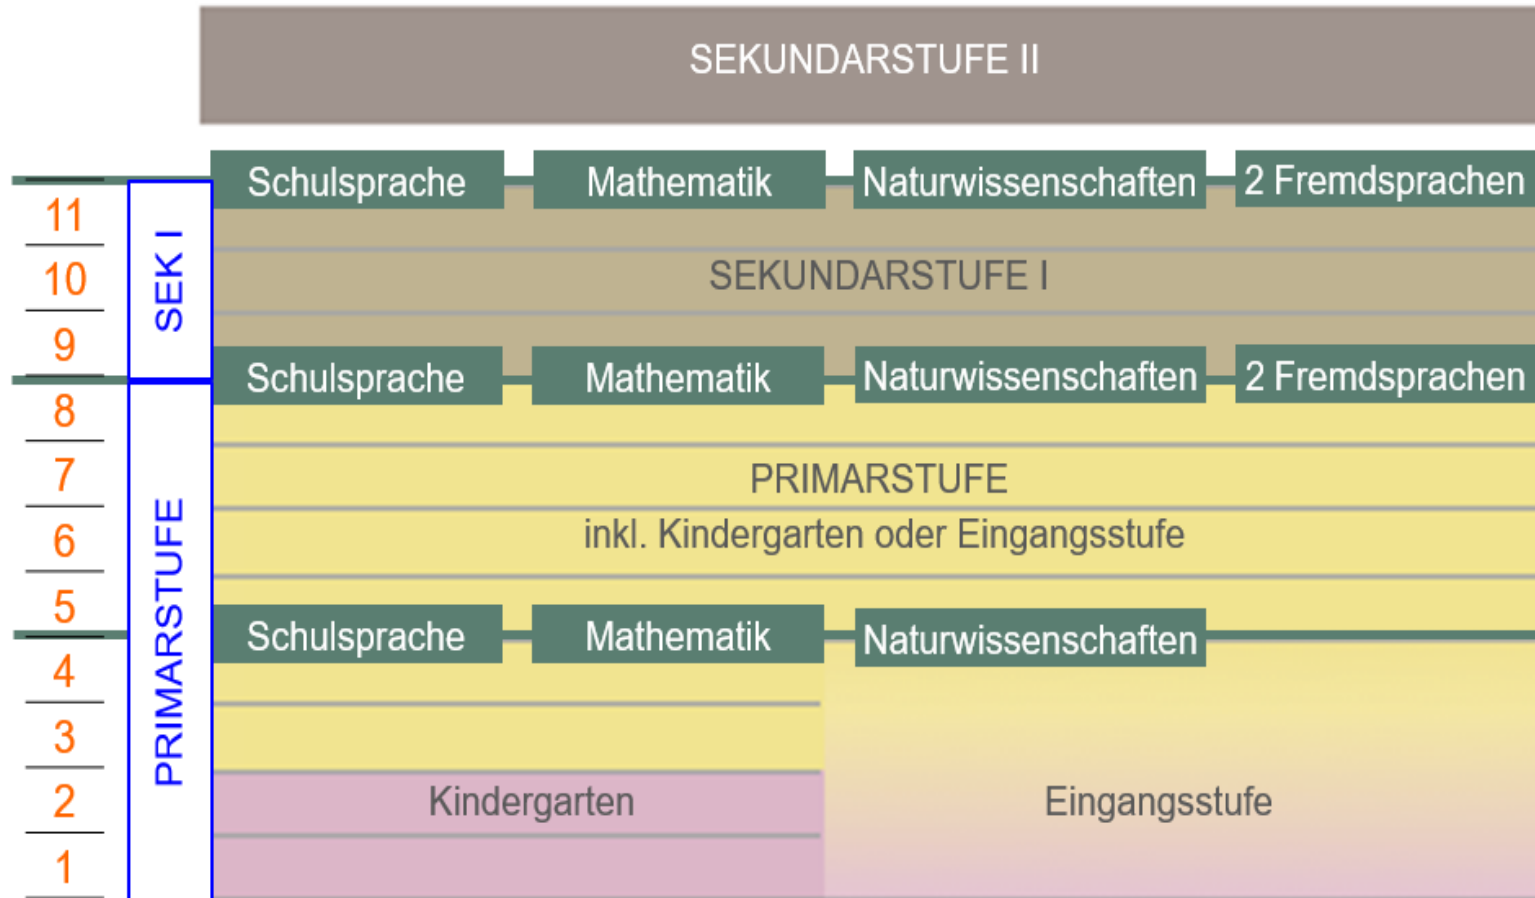 SEKUNDARSTUFE II
Schulsprache Mathematik Naturwissenschaften 2 Fremdsprachen
11
SEK I
10
SEKUNDARSTUFE I
9
Schulsprache Mathematik Naturwissenschaften 2 Fremdsprachen
8
PRIMARSTUFE
7
PRIMARSTUFE
6
inkl. Kindergarten oder Eingangsstufe
5
Schulsprache Mathematik Naturwissenschaften
4
3
2
Kindergarten
Eingangsstufe
1